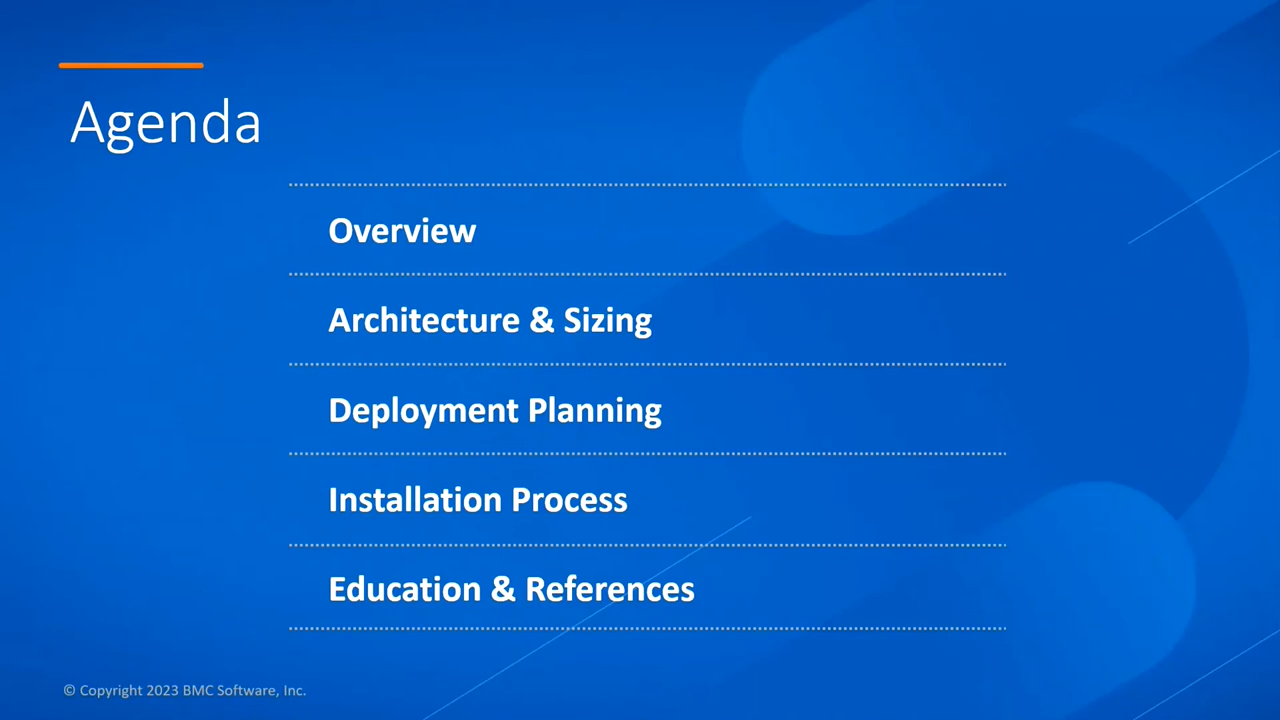 Agenda
Overview
Architecture & Sizing
Deployment Planning
Installation Process
Education & References
© Copyright 2023 BMC Software, Inc.